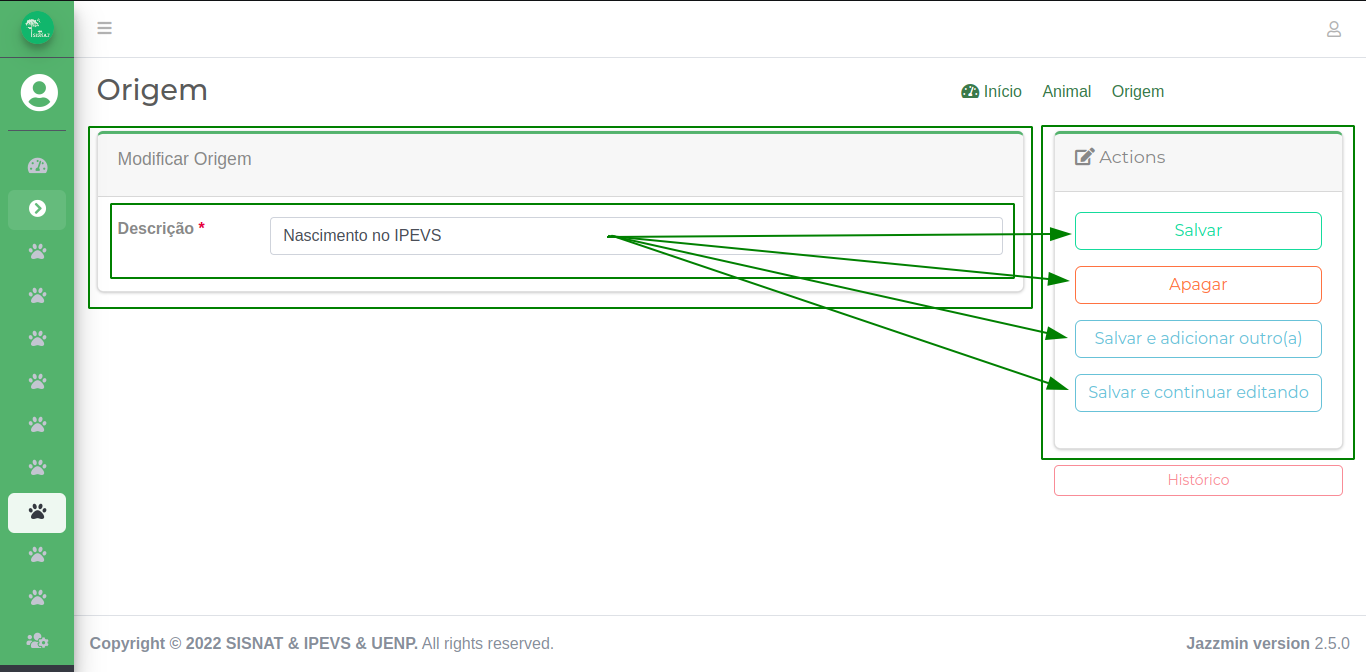 SISNAT
Origem
Início Animal Origem
Modificar Origem
Actions
Descrição *
Nascimento no IPEVS
Salvar
Apagar
Salvar e adicionar outro(a)
Salvar e continuar editando
Histórico
Copyright © 2022 SISNAT & IPEVS & UENP. All rights reserved.
Jazzmin version 2.5.0